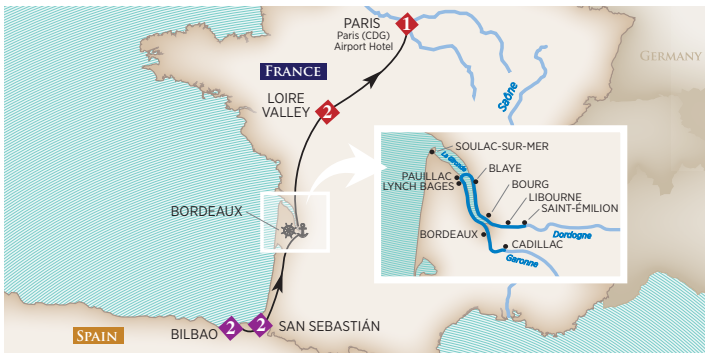 PARIS
Paris (CDG)
Airport Hotel
1
FRANCE
GERMANY
LOIRE
VALLEY
2
Saône
SOULAC-SUR-MER
La Gironde
PAUILLAC
LYNCH BAGES
BLAYE
BOURG
LIBOURNE
SAINT-ÉMILION
BORDEAUX
BORDEAUX
Dordogne
CADILLAC
Garonne
SPAIN
BILBAO
2
2
SAN SEBASTIÁN